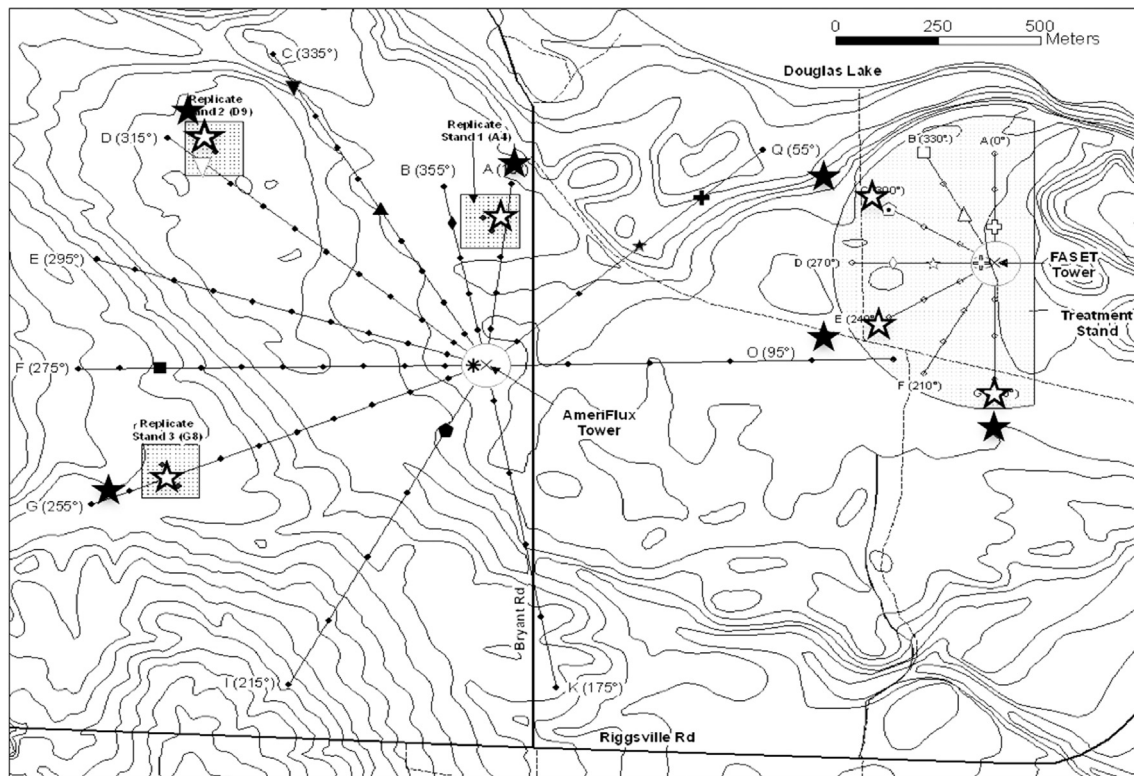 0 250 500
Meters
Douglas Lake
C (335°)
Replicate
Stand 2 (D9)
D (315°)
Replicate
Stand 1 (A4)
B (355°)
A
Q (55°)
B (330°)
A (0°)
E (295°)
D (270°)
FASET
Tower
Treatment
Stand
E (240°)
O (95°)
F (210°)
F (275°)
AmeriFlux
Tower
Replicate
Stand 3 (G8)
G (255°)
Bryant Rd
I (215°)
K (175°)
Riggsville Rd